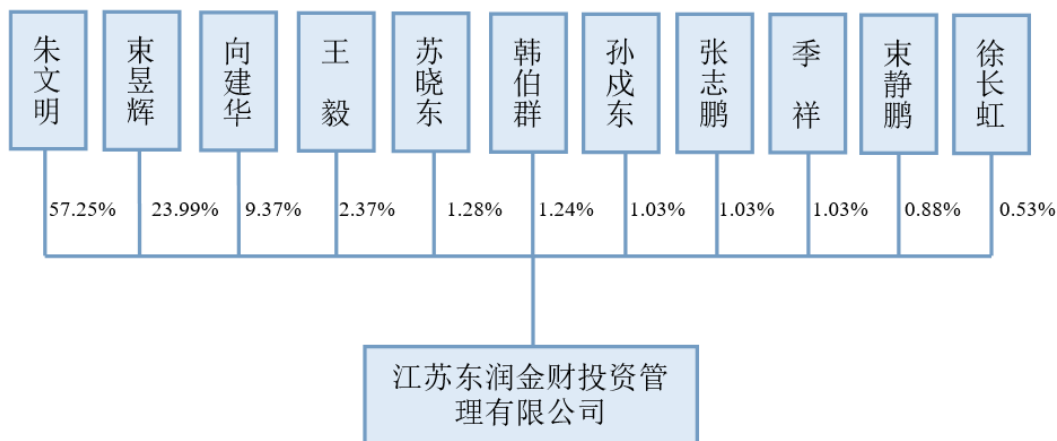 朱文明
束昱辉
向建华
王 毅
苏晓东
韩伯群
孙成东
张志鹏
季 祥
束静鹏
徐长虹
57.25%
23.99%
9.37%
2.37%
1.28%
1.24%
1.03%
1.03%
1.03%
0.88%
0.53%
江苏东润金财投资管
理有限公司